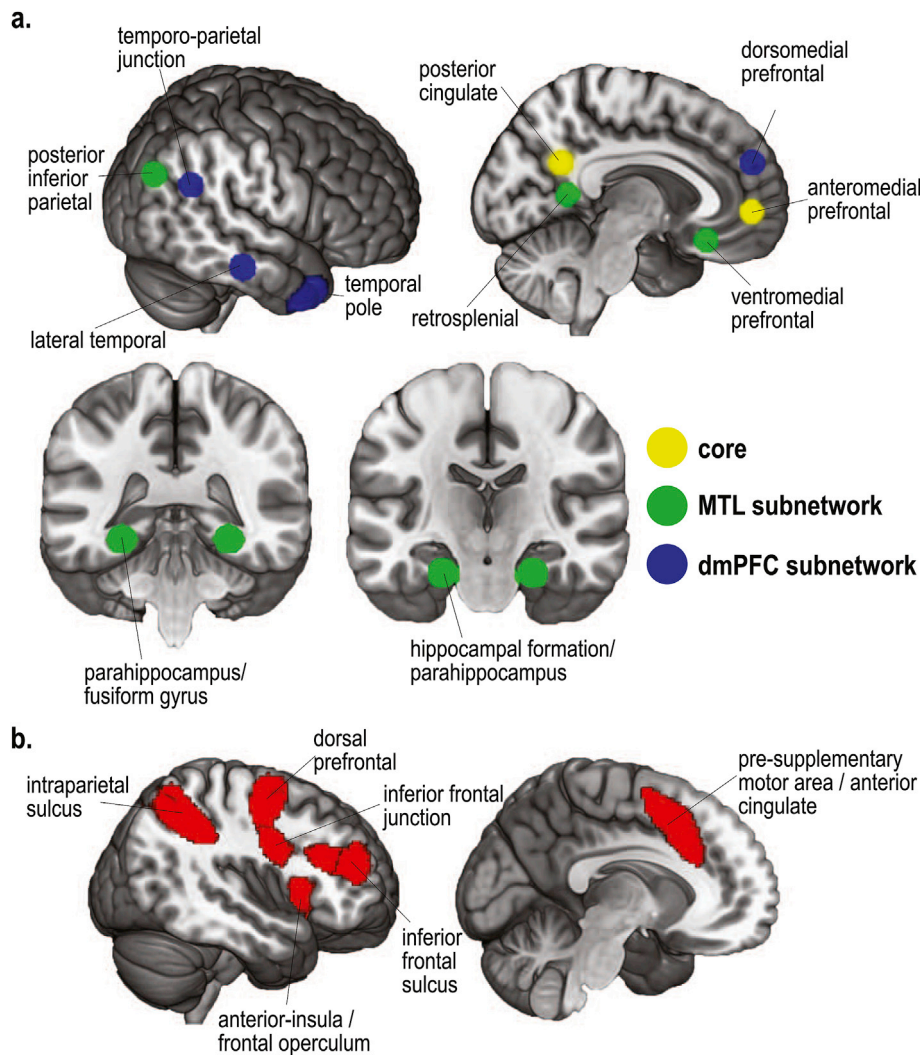 a.
temporo-parietal
junction
posterior
inferior
parietal
lateral temporal
temporal
pole
posterior
cingulate
dorsomedial
prefrontal
anteromedial
prefrontal
retrosplenial
ventromedial
prefrontal
parahippocampus/
fusiform gyrus
hippocampal formation/
parahippocampus
core
MTL subnetwork
dmPFC subnetwork
b.
intraparietal
sulcus
dorsal
prefrontal
inferior frontal
junction
inferior
frontal
sulcus
anterior-insula /
frontal operculum
pre-supplementary
motor area / anterior
cingulate